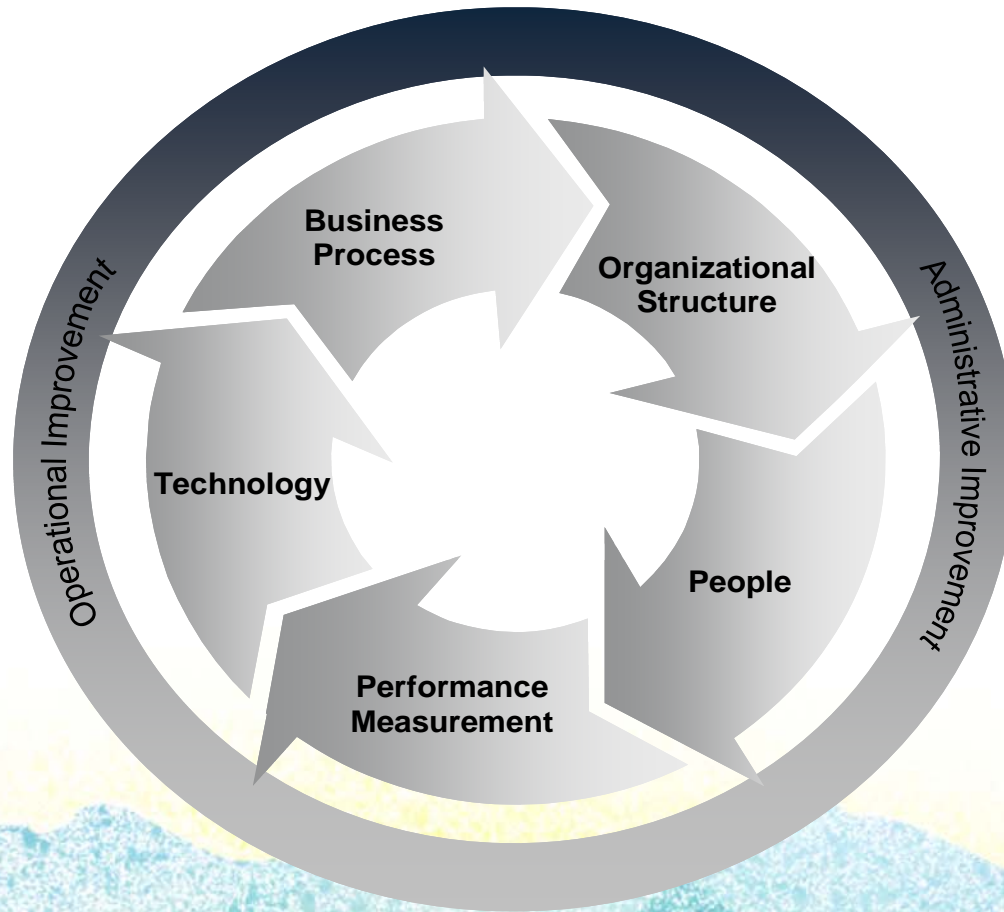 Business
Process
Organizational
Structure
Operational Improvement
Administrative Improvement
Technology
People
Performance
Measurement